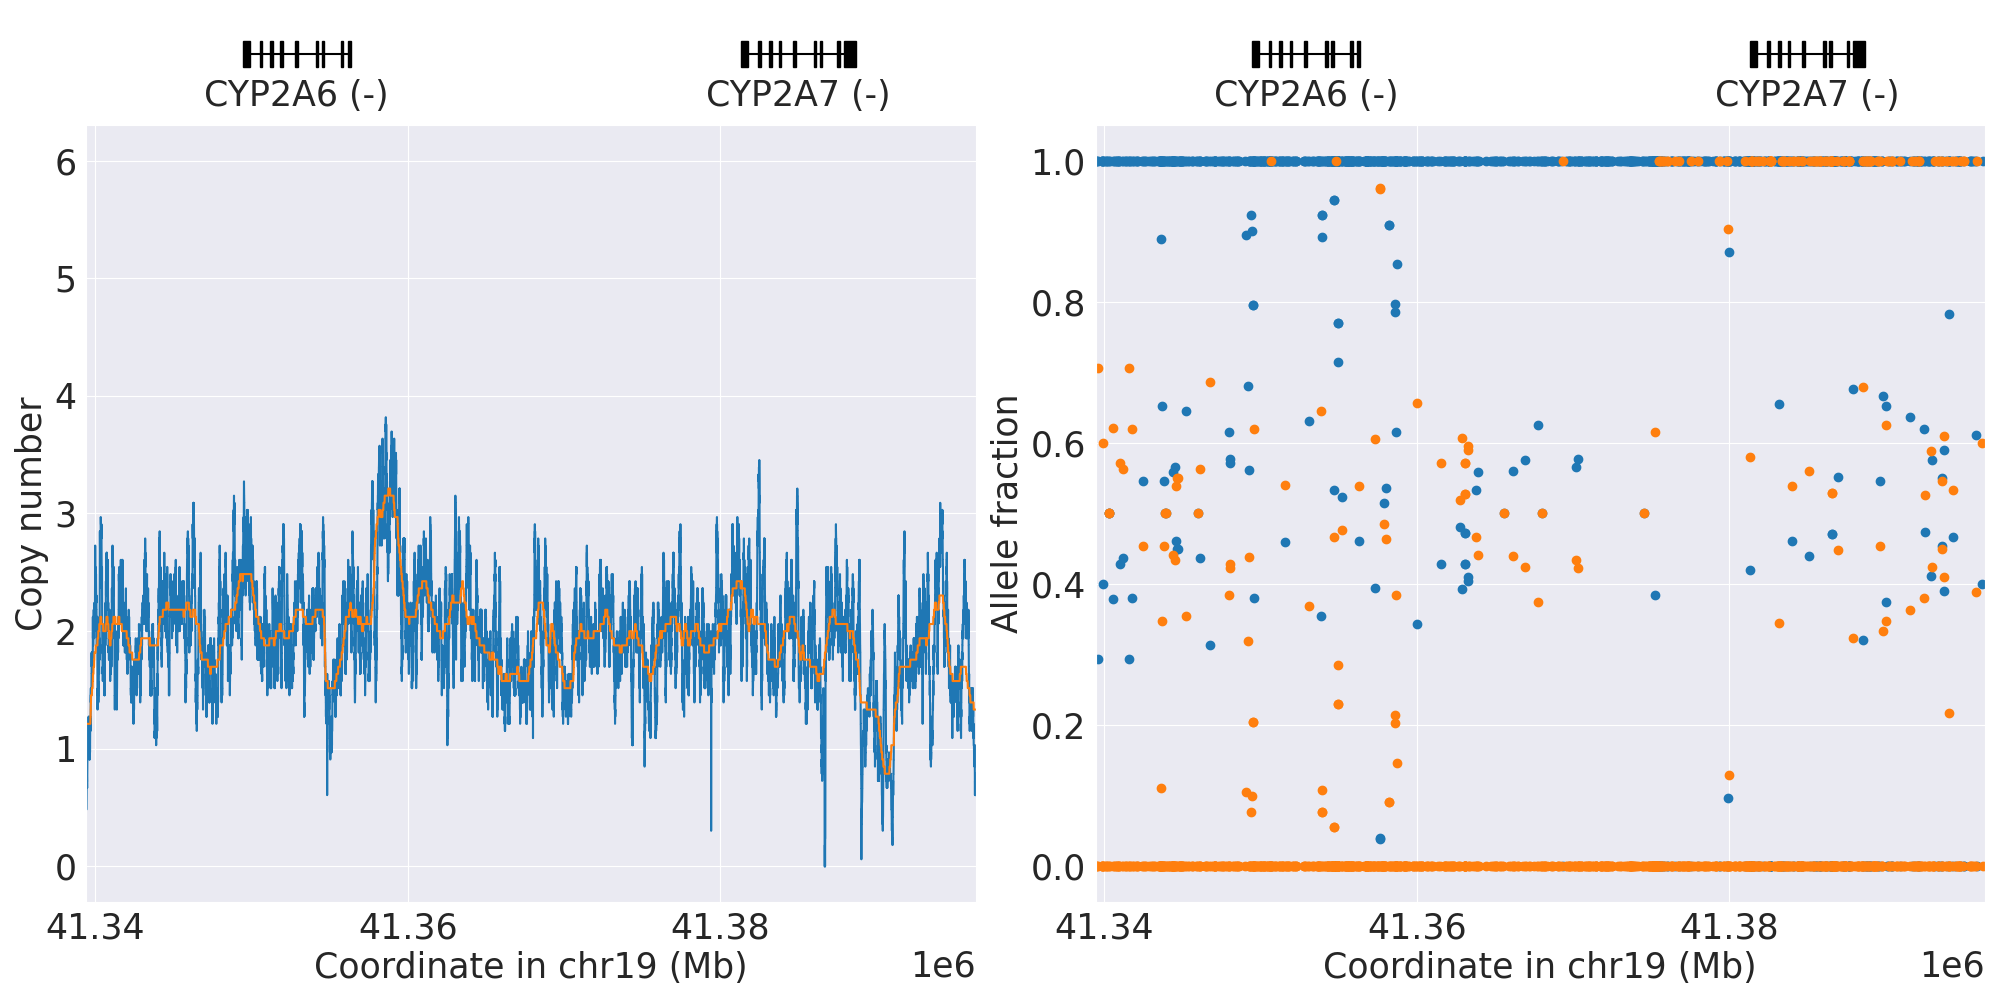 CYP2A6 (-)
CYP2A7 (-)
6
5
4
3
2
1
0
Copy number
41.34
41.36
41.38
Coordinate in chr19 (Mb)
1e6
CYP2A6 (-)
CYP2A7 (-)
1.0
0.8
0.6
0.4
0.2
0.0
Allele fraction
41.34
41.36
41.38
Coordinate in chr19 (Mb)
1e6